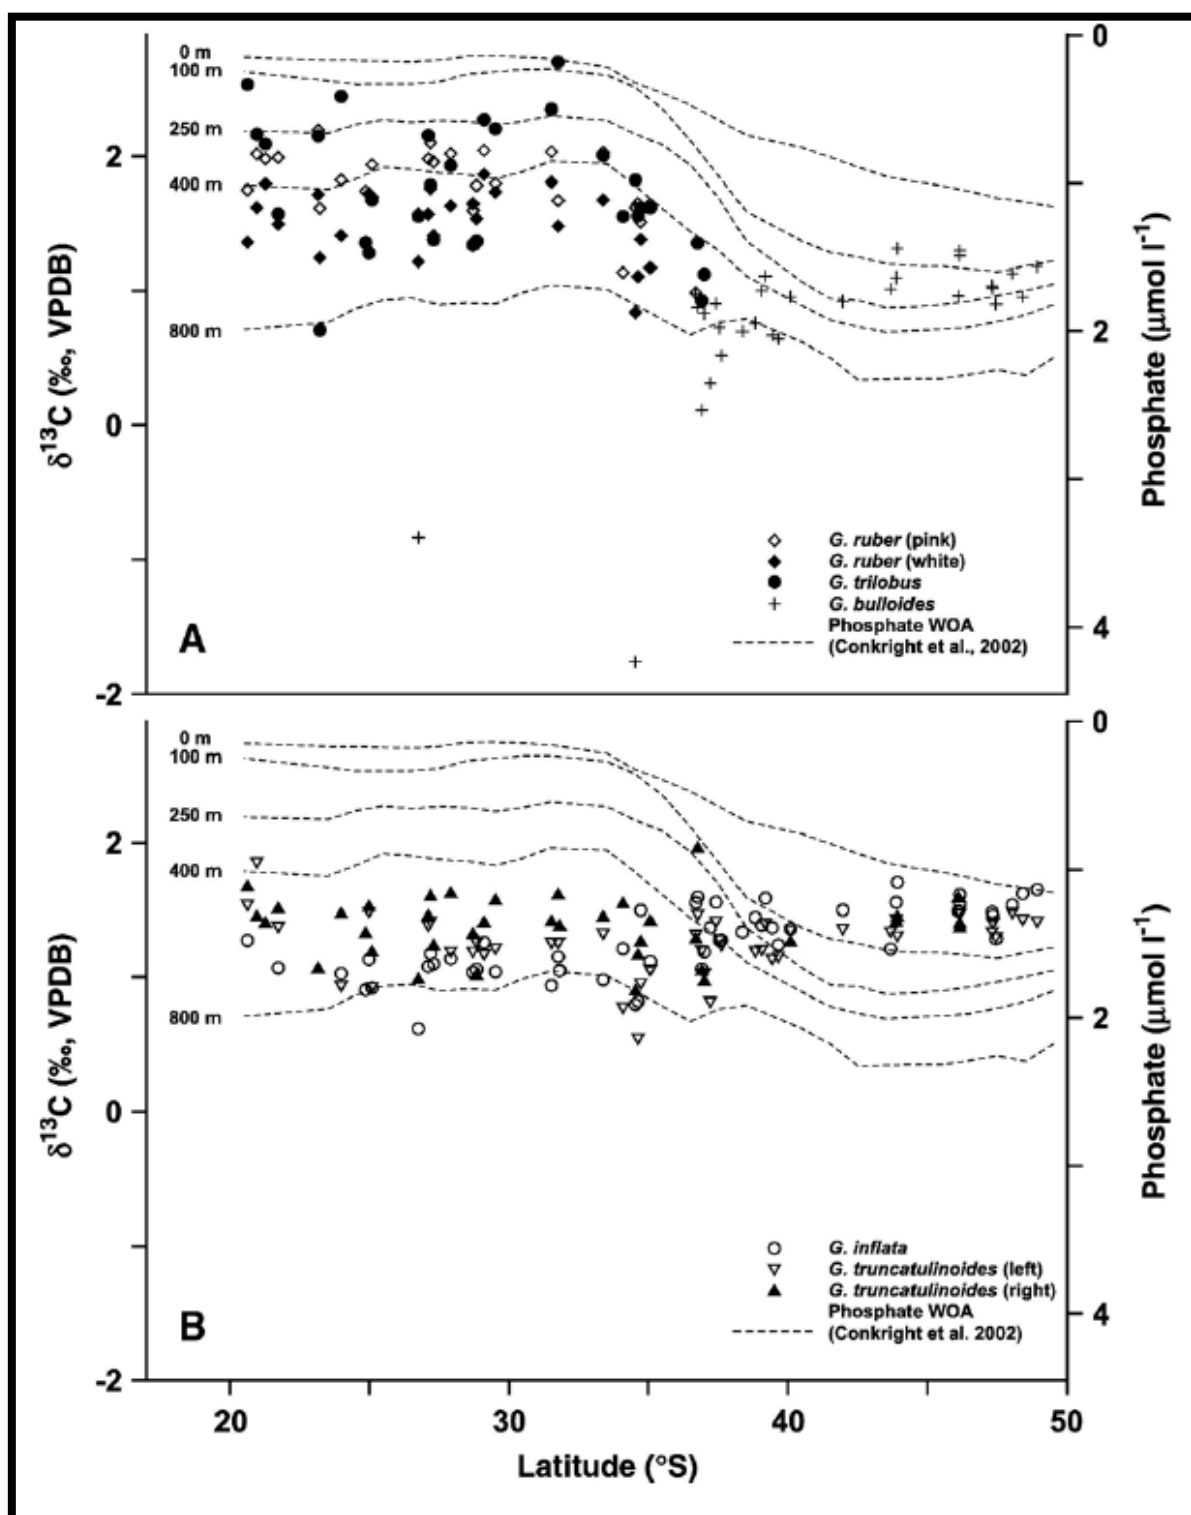 0 m
100 m
250 m
400 m
800 m
2
0
-2
δ¹³C (‰, VPDB)
0
2
4
Phosphate (μmol l⁻¹)
G. ruber (pink)
G. ruber (white)
G. trilobus
G. bulloides
Phosphate WOA
(Conkright et al., 2002)
A
0 m
100 m
250 m
400 m
800 m
2
0
-2
δ¹³C (‰, VPDB)
0
2
4
Phosphate (μmol l⁻¹)
G. inflata
G. truncatulinoides (left)
G. truncatulinoides (right)
Phosphate WOA
(Conkright et al. 2002)
B
20 30 40 50
Latitude (°S)